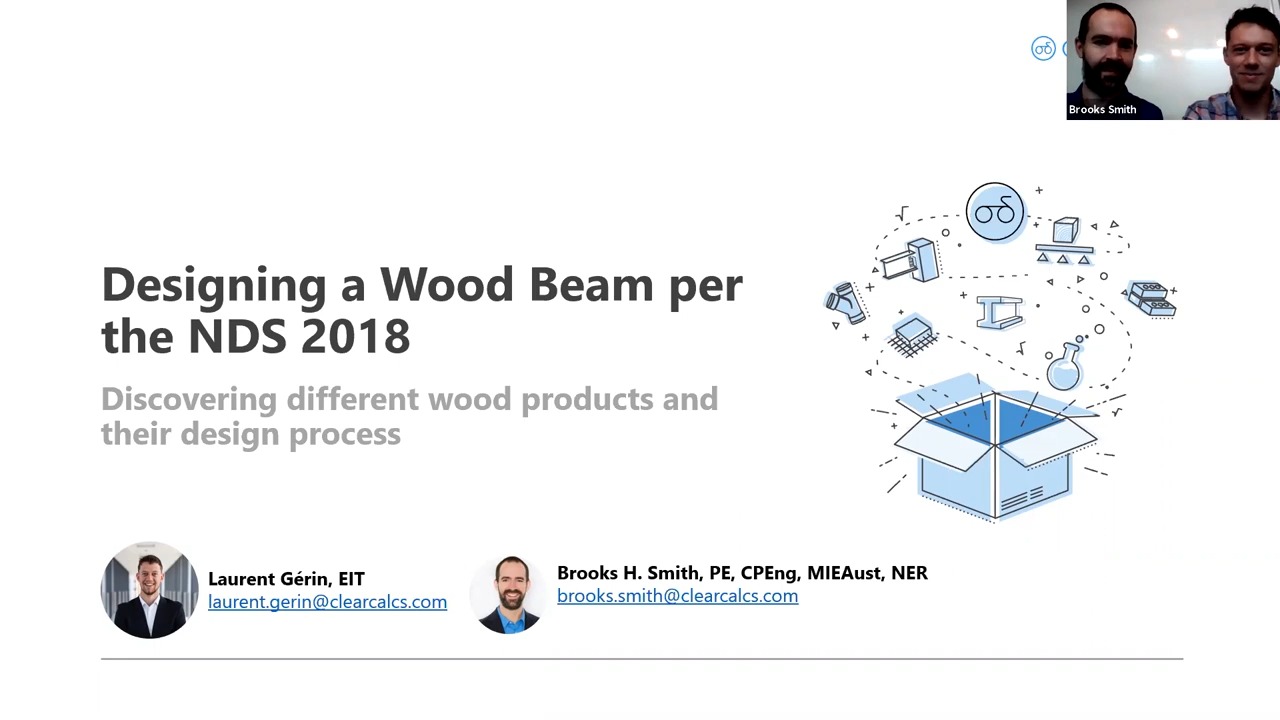 Brooks Smith
Designing a Wood Beam per
the NDS 2018
Discovering different wood products and
their design process
Laurent Gérin, EIT
laurent.gerin@clearcalcs.com
Brooks H. Smith, PE, CPEng, MIEAust, NER
brooks.smith@clearcalcs.com